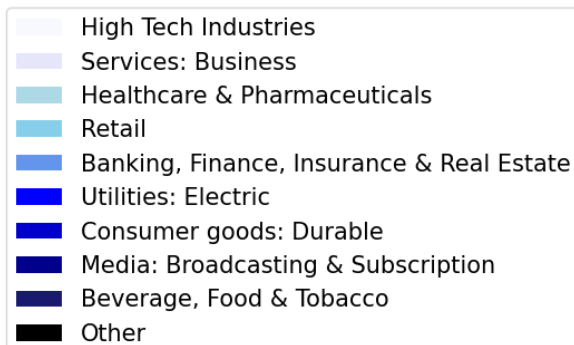 High Tech Industries
Services: Business
Healthcare & Pharmaceuticals
Retail
Banking, Finance, Insurance & Real Estate
Utilities: Electric
Consumer goods: Durable
Media: Broadcasting & Subscription
Beverage, Food & Tobacco
Other